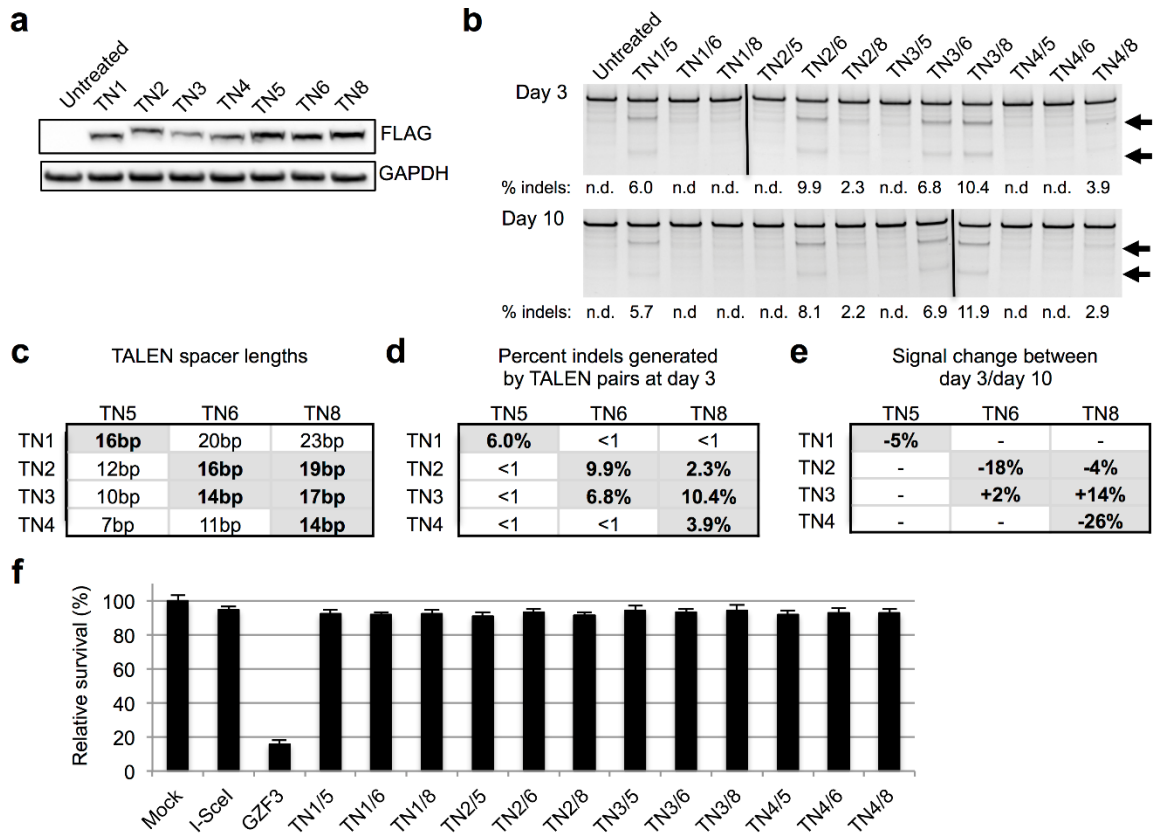 a
Untreated TN1 TN2 TN3 TN4 TN5 TN6 TN8
FLAG
GAPDH
b
Untreated TN1/5 TN1/6 TN1/8 TN2/5 TN2/6 TN2/8 TN3/5 TN3/6 TN3/8 TN4/5 TN4/6 TN4/8
Day 3
% indels: n.d. 6.0 n.d n.d. n.d. 9.9 2.3 n.d. 6.8 10.4 n.d n.d. 3.9
Day 10
% indels: n.d. 5.7 n.d n.d. n.d. 8.1 2.2 n.d. 6.9 11.9 n.d n.d. 2.9
c
TALEN spacer lengths
TN5 TN6 TN8
TN1 16bp 20bp 23bp
TN2 12bp 16bp 19bp
TN3 10bp 14bp 17bp
TN4 7bp 11bp 14bp
d
Percent indels generated
by TALEN pairs at day 3
TN5 TN6 TN8
TN1 6.0% <1 <1
TN2 <1 9.9% 2.3%
TN3 <1 6.8% 10.4%
TN4 <1 <1 3.9%
e
Signal change between
day 3/day 10
TN5 TN6 TN8
TN1 -5% - -
TN2 - -18% -4%
TN3 - +2% +14%
TN4 - - -26%
f
Relative survival (%)
100
80
60
40
20
0
Mock I-SceI GZF3 TN1/5 TN1/6 TN1/8 TN2/5 TN2/6 TN2/8 TN3/5 TN3/6 TN3/8 TN4/5 TN4/6 TN4/8